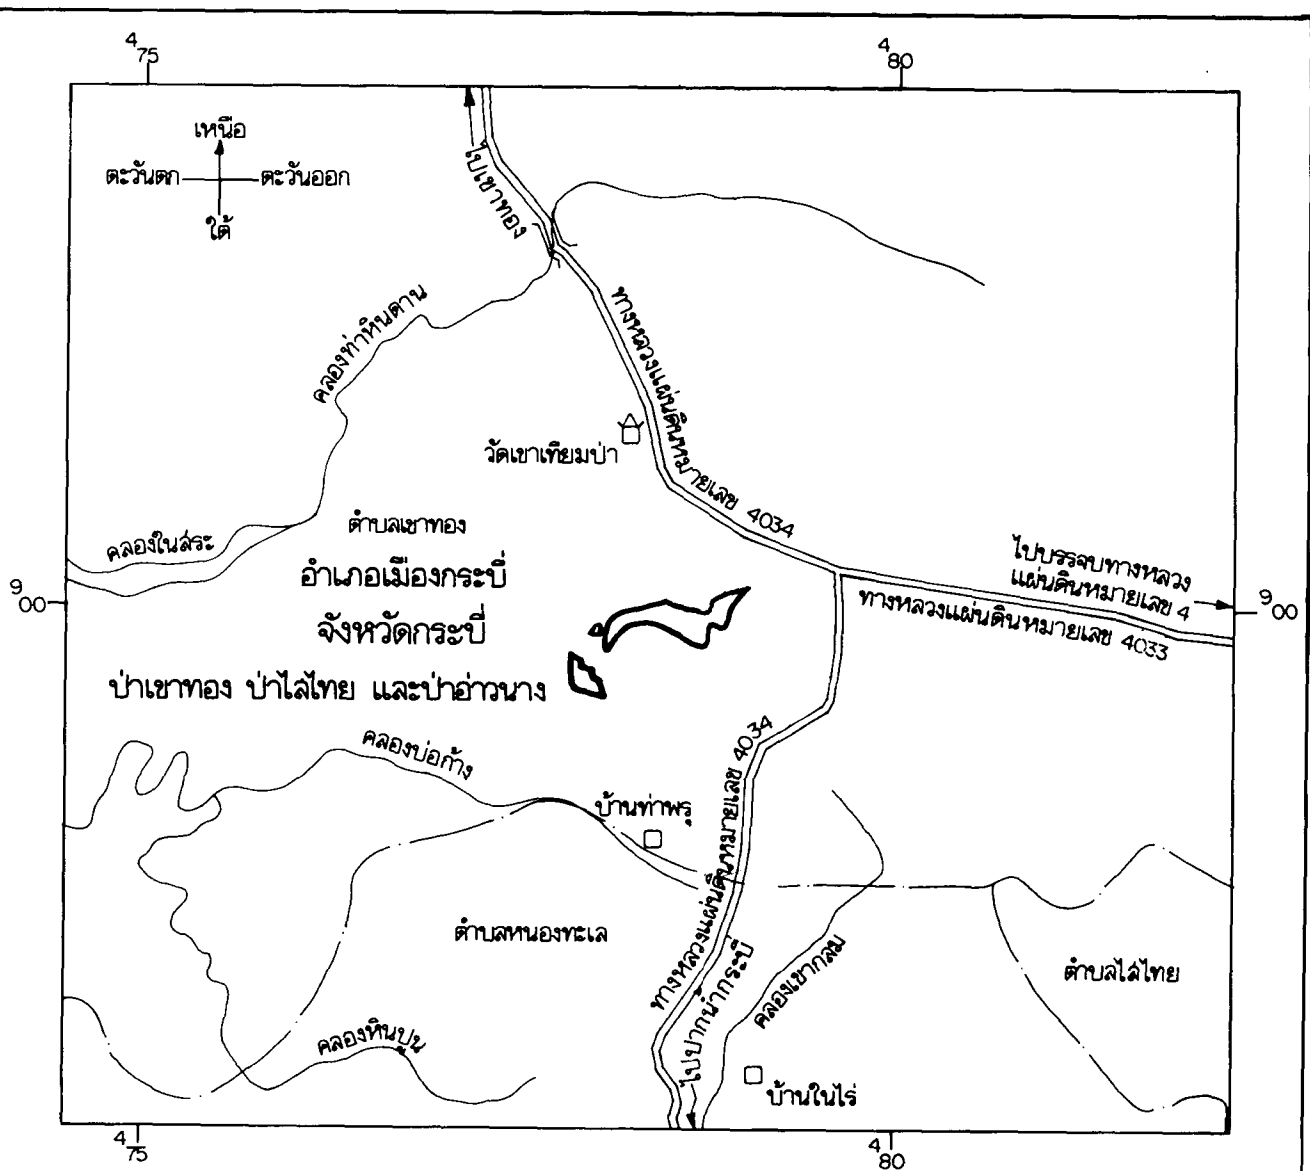 4 75
4 80
เหนือ
ตะวันตก ตะวันออก
ใต้
ไปเขาทอง
คลองท่าหินดาน
ทางหลวงแผ่นดินหมายเลข 4034
วัดเขาเทียมป่า
ตำบลเขาทอง
คลองในสระ
อำเภอเมืองกระบี่
จังหวัดกระบี่
ป่าเขาทอง ป่าไสไทย และป่าอ่าวนาง
ไปบรรจบทางหลวง
แผ่นดินหมายเลข 4
9 00
9 00
ทางหลวงแผ่นดินหมายเลข 4033
คลองบ่อก้าง
บ้านท่าพรุ
ทางหลวงแผ่นดินหมายเลข 4034
ตำบลหนองทะเล
ไปปากน้ำกระบี่
คลองเขากลม
ตำบลไสไทย
คลองหินปูน
บ้านในไร่
4 75
4 80